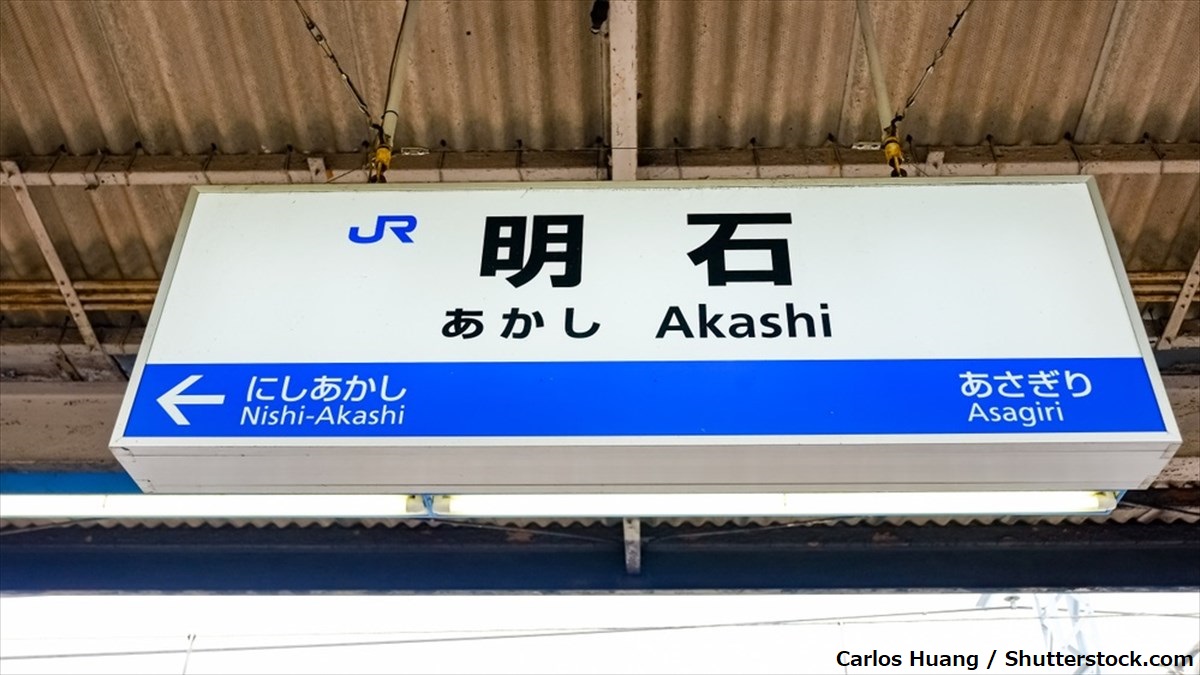 JR 明石
あかし Akashi
← にしあかし あさぎり
Nishi-Akashi Asagiri
Carlos Huang / Shutterstock.com